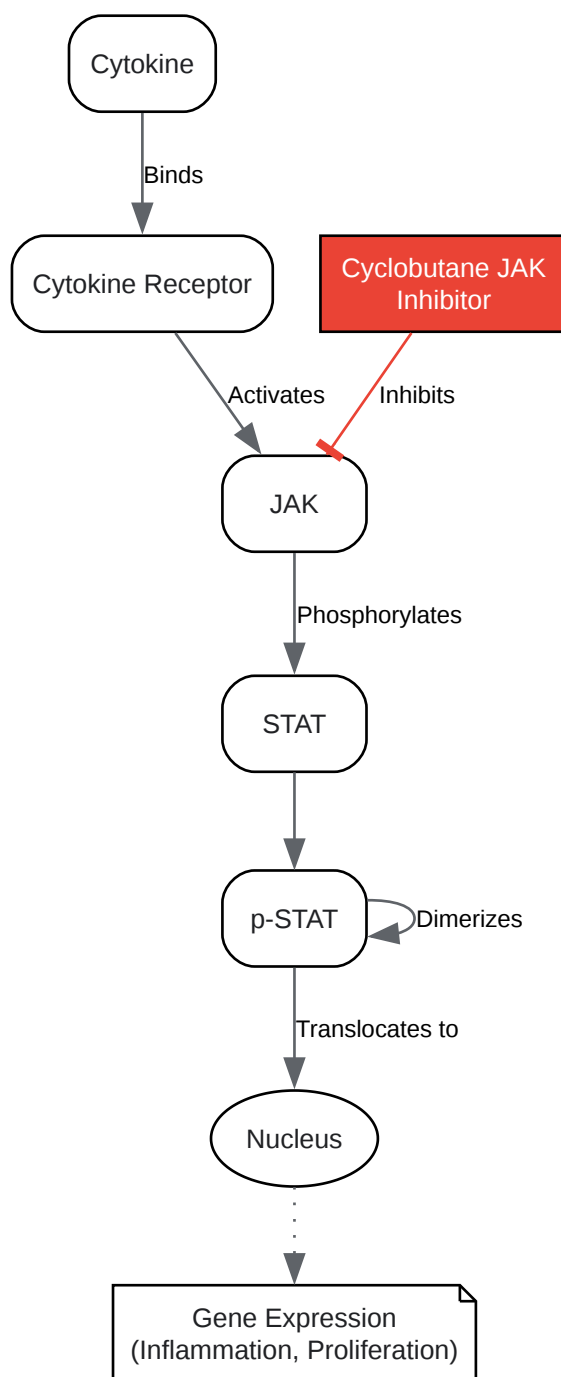 Cytokine
Binds
Cytokine Receptor
Cyclobutane JAK
Inhibitor
Activates
Inhibits
JAK
Phosphorylates
STAT
p-STAT
Dimerizes
Translocates to
Nucleus
Gene Expression
(Inflammation, Proliferation)